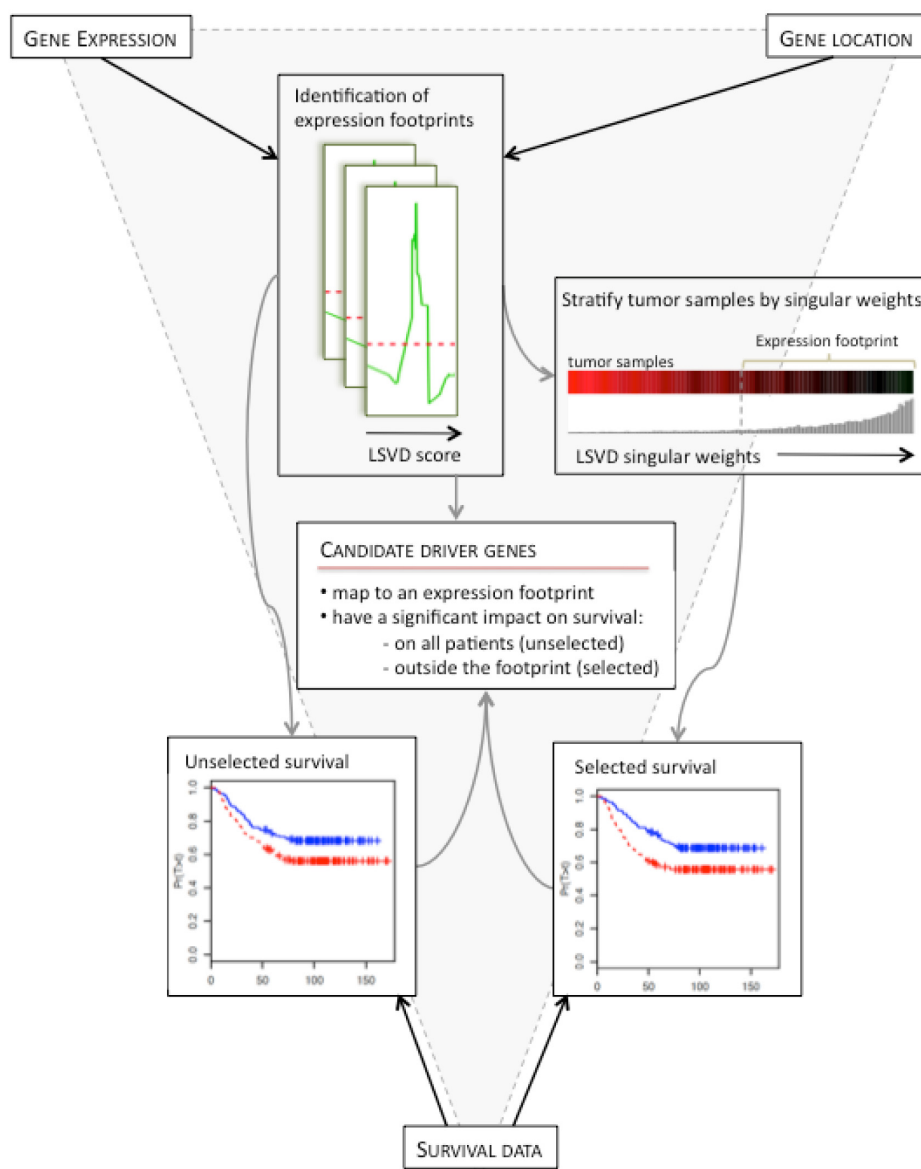 GENE EXPRESSION
GENE LOCATION
Identification of
expression footprints
LSVD score
Stratify tumor samples by singular weights
Expression footprint
tumor samples
LSVD singular weights
CANDIDATE DRIVER GENES
• map to an expression footprint
• have a significant impact on survival:
- on all patients (unselected)
- outside the footprint (selected)
Unselected survival
Pr(T>t)
1.0
0.8
0.6
0.4
0.2
0.0
0 50 100 150
Selected survival
Pr(T>t)
1.0
0.8
0.6
0.4
0.2
0.0
0 50 100 150
SURVIVAL DATA